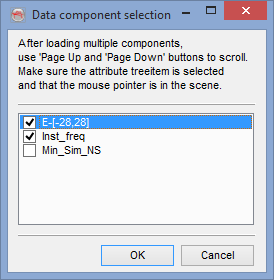 Data component selection
After loading multiple components,
use 'Page Up and 'Page Down' buttons to scroll.
Make sure the attribute treeitem is selected
and that the mouse pointer is in the scene.
E-[-28,28]
Inst_freq
Min_Sim_NS
OK
Cancel